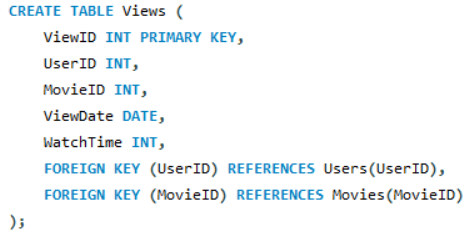 CREATE TABLE Views (
    ViewID INT PRIMARY KEY,
    UserID INT,
    MovieID INT,
    ViewDate DATE,
    WatchTime INT,
    FOREIGN KEY (UserID) REFERENCES Users(UserID),
    FOREIGN KEY (MovieID) REFERENCES Movies(MovieID)
);